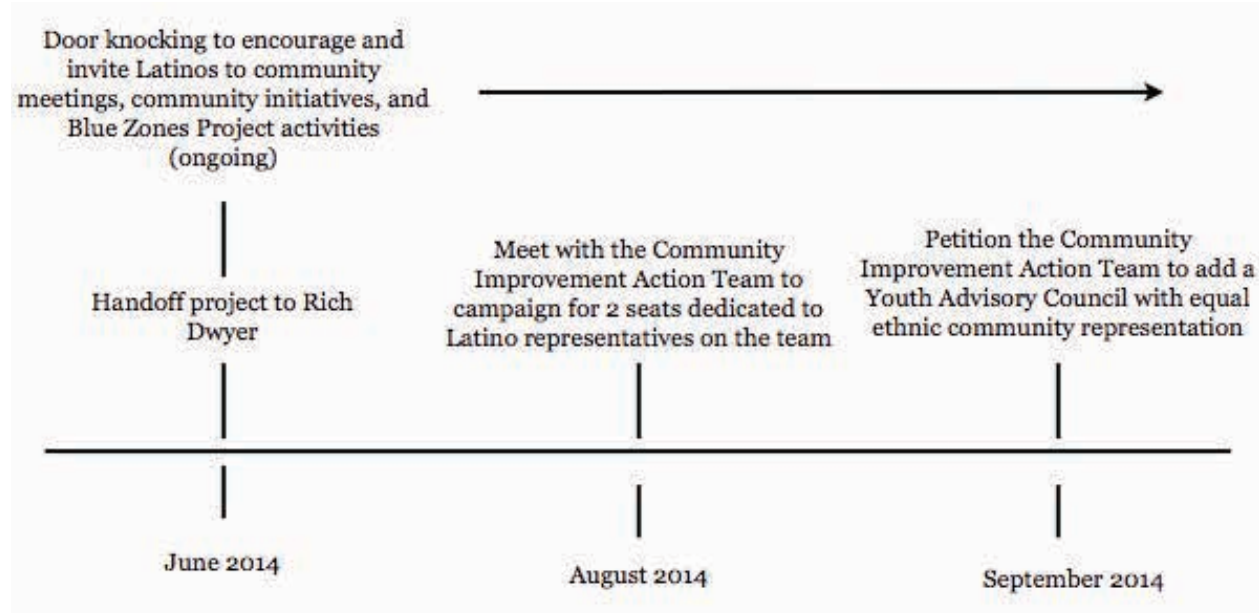 Door knocking to encourage and
invite Latinos to community
meetings, community initiatives, and
Blue Zones Project activities
(ongoing)
Handoff project to Rich
Dwyer
Meet with the Community
Improvement Action Team to
campaign for 2 seats dedicated to
Latino representatives on the team
Petition the Community
Improvement Action Team to add a
Youth Advisory Council with equal
ethnic community representation
June 2014
August 2014
September 2014